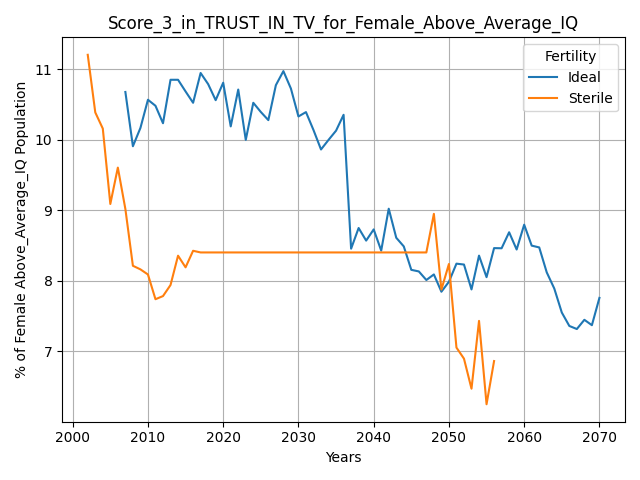 Score_3_in_TRUST_IN_TV_for_Female_Above_Average_IQ
Fertility
Ideal
Sterile
% of Female Above_Average_IQ Population
11
10
9
8
7
2000 2010 2020 2030 2040 2050 2060 2070
Years